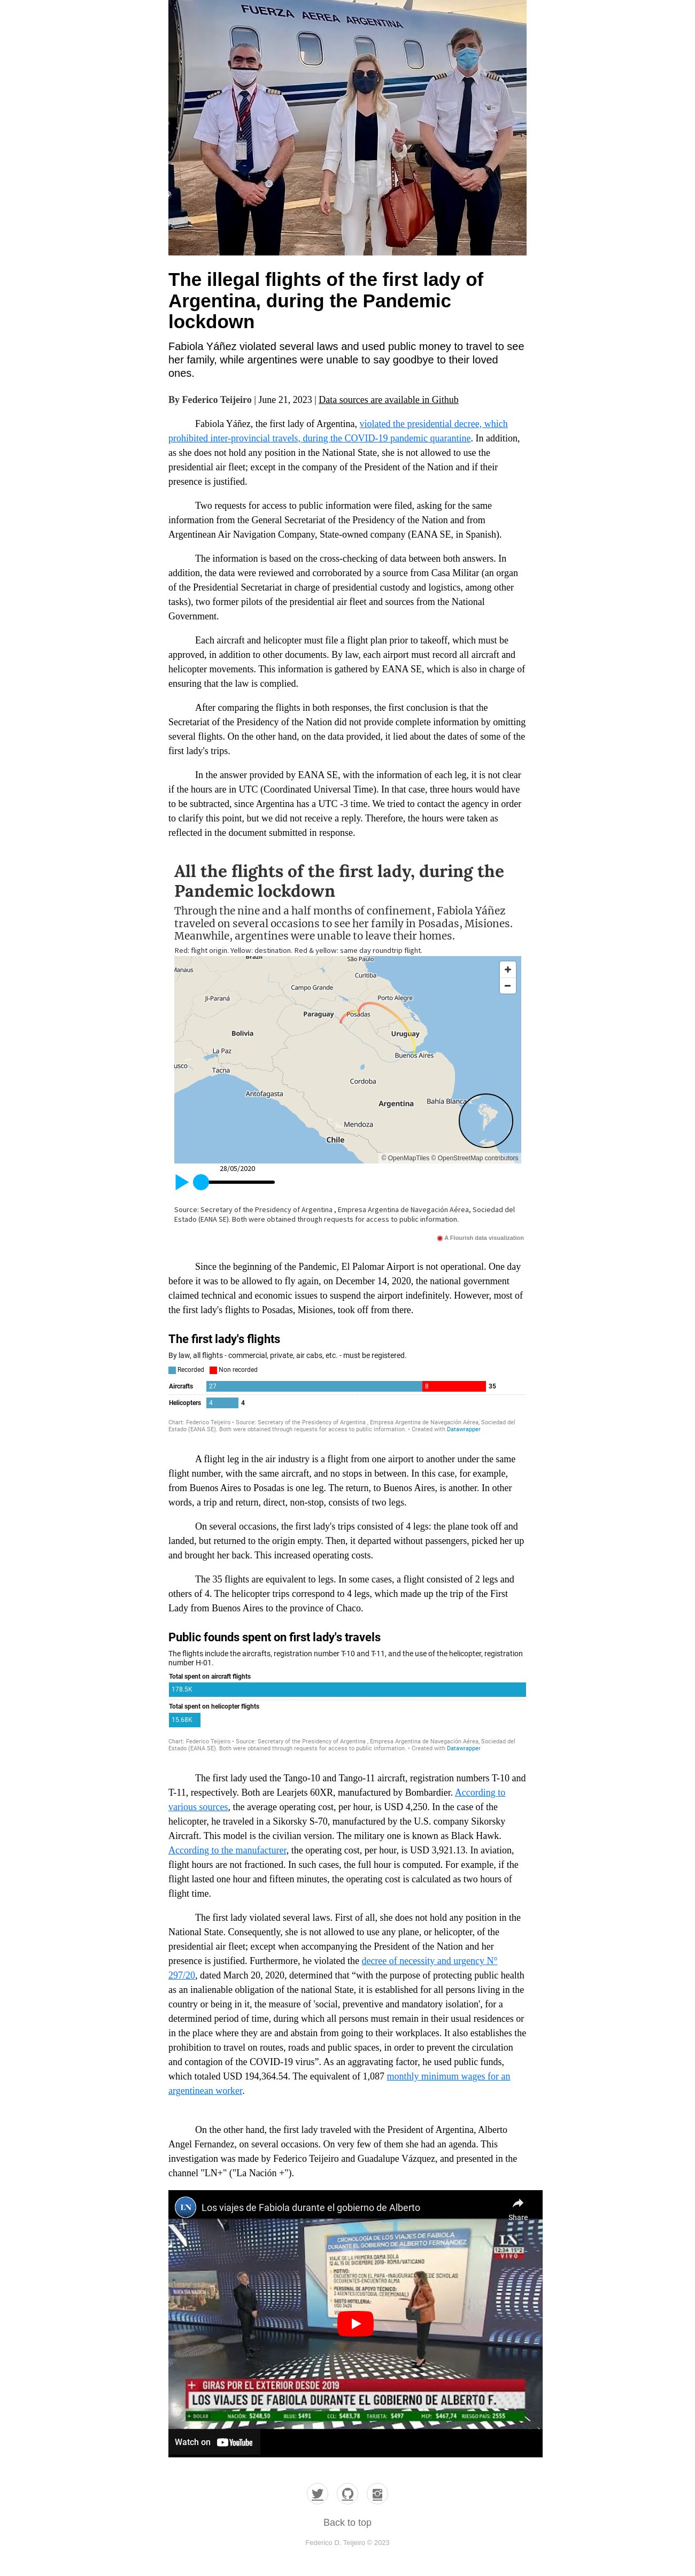 FUERZA AEREA ARGENTINA
The illegal flights of the first lady of
Argentina, during the Pandemic
lockdown
Fabiola Yáñez violated several laws and used public money to travel to see
her family, while argentines were unable to say goodbye to their loved
ones.
By Federico Teijeiro | June 21, 2023 | Data sources are available in Github
Fabiola Yáñez, the first lady of Argentina, violated the presidential decree, which
prohibited inter-provincial travels, during the COVID-19 pandemic quarantine. In addition,
as she does not hold any position in the National State, she is not allowed to use the
presidential air fleet; except in the company of the President of the Nation and if their
presence is justified.
Two requests for access to public information were filed, asking for the same
information from the General Secretariat of the Presidency of the Nation and from
Argentinean Air Navigation Company, State-owned company (EANA SE, in Spanish).
The information is based on the cross-checking of data between both answers. In
addition, the data were reviewed and corroborated by a source from Casa Militar (an organ
of the Presidential Secretariat in charge of presidential custody and logistics, among other
tasks), two former pilots of the presidential air fleet and sources from the National
Government.
Each aircraft and helicopter must file a flight plan prior to takeoff, which must be
approved, in addition to other documents. By law, each airport must record all aircraft and
helicopter movements. This information is gathered by EANA SE, which is also in charge of
ensuring that the law is complied.
After comparing the flights in both responses, the first conclusion is that the
Secretariat of the Presidency of the Nation did not provide complete information by omitting
several flights. On the other hand, on the data provided, it lied about the dates of some of the
first lady's trips.
In the answer provided by EANA SE, with the information of each leg, it is not clear
if the hours are in UTC (Coordinated Universal Time). In that case, three hours would have
to be subtracted, since Argentina has a UTC -3 time. We tried to contact the agency in order
to clarify this point, but we did not receive a reply. Therefore, the hours were taken as
reflected in the document submitted in response.
All the flights of the first lady, during the
Pandemic lockdown
Through the nine and a half months of confinement, Fabiola Yáñez
traveled on several occasions to see her family in Posadas, Misiones.
Meanwhile, argentines were unable to leave their homes.
Red: flight origin. Yellow: destination. Red & yellow: same day roundtrip flight.
Brazil
São Paulo
Manaus
Curitiba
Campo Grande
Ji-Paraná
Porto Alegre
Paraguay
Posadas
Bolivia
Uruguay
La Paz
Buenos Aires
usco
Tacna
Cordoba
Antofagasta
Argentina
Bahía Blanca
Mendoza
Chile
+
−
© OpenMapTiles © OpenStreetMap contributors
28/05/2020
Source: Secretary of the Presidency of Argentina , Empresa Argentina de Navegación Aérea, Sociedad del
Estado (EANA SE). Both were obtained through requests for access to public information.
A Flourish data visualization
Since the beginning of the Pandemic, El Palomar Airport is not operational. One day
before it was to be allowed to fly again, on December 14, 2020, the national government
claimed technical and economic issues to suspend the airport indefinitely. However, most of
the first lady's flights to Posadas, Misiones, took off from there.
The first lady's flights
By law, all flights - commercial, private, air cabs, etc. - must be registered.
Recorded Non recorded
Aircrafts 27 8 35
Helicopters 4 4
Chart: Federico Teijeiro • Source: Secretary of the Presidency of Argentina , Empresa Argentina de Navegación Aérea, Sociedad del
Estado (EANA SE). Both were obtained through requests for access to public information. • Created with Datawrapper
A flight leg in the air industry is a flight from one airport to another under the same
flight number, with the same aircraft, and no stops in between. In this case, for example,
from Buenos Aires to Posadas is one leg. The return, to Buenos Aires, is another. In other
words, a trip and return, direct, non-stop, consists of two legs.
On several occasions, the first lady's trips consisted of 4 legs: the plane took off and
landed, but returned to the origin empty. Then, it departed without passengers, picked her up
and brought her back. This increased operating costs.
The 35 flights are equivalent to legs. In some cases, a flight consisted of 2 legs and
others of 4. The helicopter trips correspond to 4 legs, which made up the trip of the First
Lady from Buenos Aires to the province of Chaco.
Public founds spent on first lady's travels
The flights include the aircrafts, registration number T-10 and T-11, and the use of the helicopter, registration
number H-01.
Total spent on aircraft flights
178.5K
Total spent on helicopter flights
15.68K
Chart: Federico Teijeiro • Source: Secretary of the Presidency of Argentina , Empresa Argentina de Navegación Aérea, Sociedad del
Estado (EANA SE). Both were obtained through requests for access to public information. • Created with Datawrapper
The first lady used the Tango-10 and Tango-11 aircraft, registration numbers T-10 and
T-11, respectively. Both are Learjets 60XR, manufactured by Bombardier. According to
various sources, the average operating cost, per hour, is USD 4,250. In the case of the
helicopter, he traveled in a Sikorsky S-70, manufactured by the U.S. company Sikorsky
Aircraft. This model is the civilian version. The military one is known as Black Hawk.
According to the manufacturer, the operating cost, per hour, is USD 3,921.13. In aviation,
flight hours are not fractioned. In such cases, the full hour is computed. For example, if the
flight lasted one hour and fifteen minutes, the operating cost is calculated as two hours of
flight time.
The first lady violated several laws. First of all, she does not hold any position in the
National State. Consequently, she is not allowed to use any plane, or helicopter, of the
presidential air fleet; except when accompanying the President of the Nation and her
presence is justified. Furthermore, he violated the decree of necessity and urgency N°
297/20, dated March 20, 2020, determined that “with the purpose of protecting public health
as an inalienable obligation of the national State, it is established for all persons living in the
country or being in it, the measure of 'social, preventive and mandatory isolation', for a
determined period of time, during which all persons must remain in their usual residences or
in the place where they are and abstain from going to their workplaces. It also establishes the
prohibition to travel on routes, roads and public spaces, in order to prevent the circulation
and contagion of the COVID-19 virus”. As an aggravating factor, he used public funds,
which totaled USD 194,364.54. The equivalent of 1,087 monthly minimum wages for an
argentinean worker.
On the other hand, the first lady traveled with the President of Argentina, Alberto
Angel Fernandez, on several occasions. On very few of them she had an agenda. This
investigation was made by Federico Teijeiro and Guadalupe Vázquez, and presented in the
channel "LN+" ("La Nación +").
LN
Los viajes de Fabiola durante el gobierno de Alberto
Share
CRONOLOGÍA DE LOS VIAJES DE FABIOLA
DURANTE EL GOBIERNO DE ALBERTO FERNÁNDEZ
VIAJE DE LA PRIMERA DAMA SOLA
12 AL 16 DE DICIEMBRE 2019- ROMA/VATICANO
MOTIVO:
PERSONAL DE APOYO TÉCNICO:
LN
12:34 15°2
VIVO
GIRAS POR EL EXTERIOR DESDE 2019
LOS VIAJES DE FABIOLA DURANTE EL GOBIERNO DE ALBERTO F.
DOLAR NACIÓN: $248,50 BLUE: $491 CCL: $483,78 TARJETA: $497 MEP: $467,74 RIESGO PAÍS: 2555
Watch on YouTube
Back to top
Federico D. Teijeiro © 2023